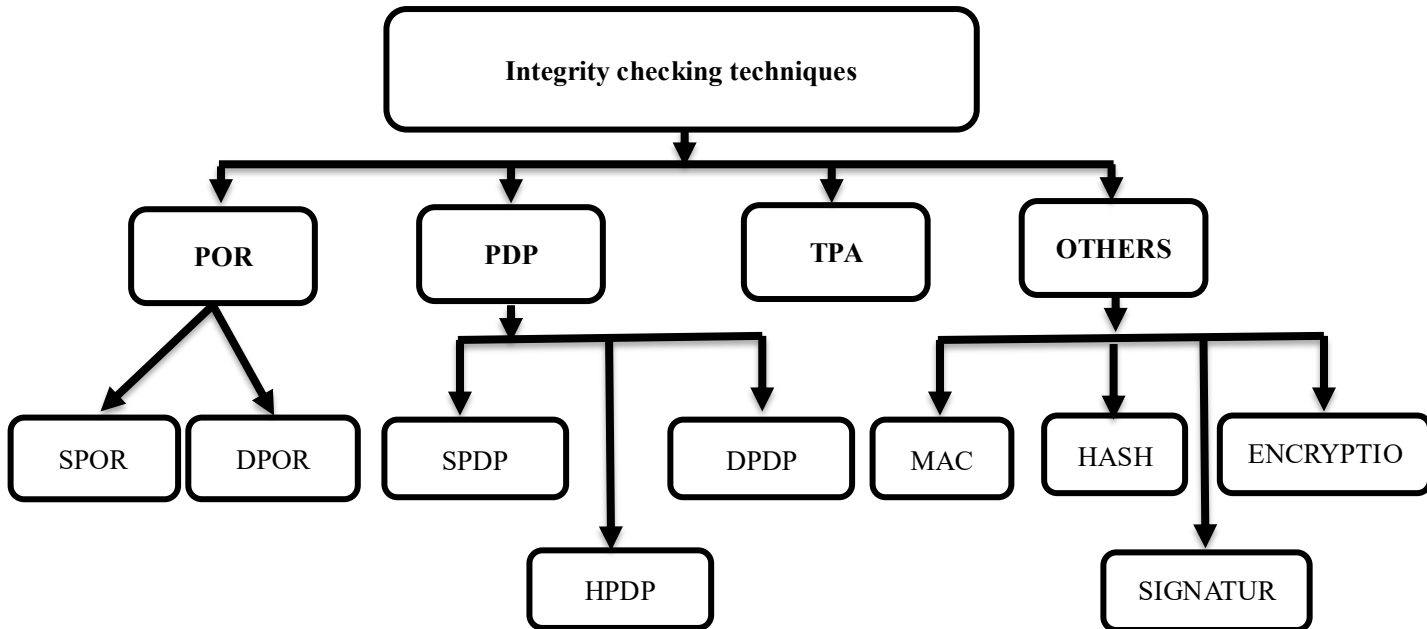 Integrity checking techniques
POR
PDP
TPA
OTHERS
SPOR
DPOR
SPDP
DPDP
MAC
HASH
ENCRYPTIO
HPDP
SIGNATUR